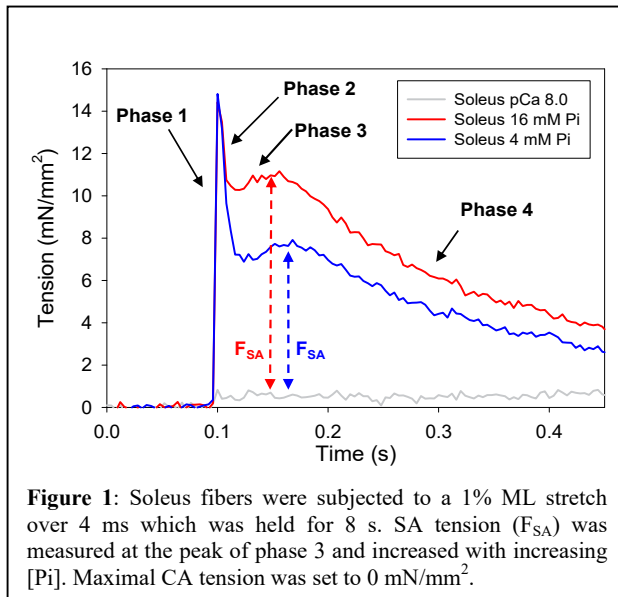 16
14
12
10
8
6
4
2
0
Tension (mN/mm²)
Phase 1
Phase 2
Phase 3
Phase 4
Soleus pCa 8.0
Soleus 16 mM Pi
Soleus 4 mM Pi
F_SA
F_SA
0.0 0.1 0.2 0.3 0.4
Time (s)
Figure 1: Soleus fibers were subjected to a 1% ML stretch
over 4 ms which was held for 8 s. SA tension (F_SA) was
measured at the peak of phase 3 and increased with increasing
[Pi]. Maximal CA tension was set to 0 mN/mm².